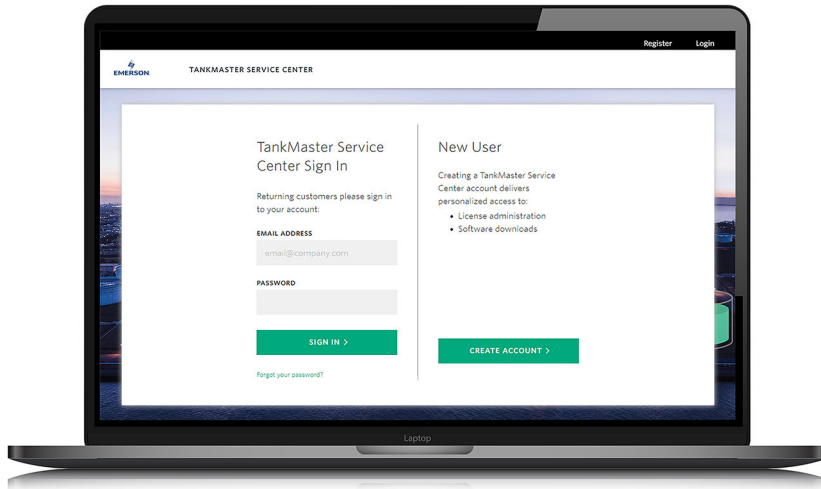 Register Login
EMERSON.
TANKMASTER SERVICE CENTER
TankMaster Service
Center Sign In
Returning customers please sign in
to your account:
EMAIL ADDRESS
email@company.com
PASSWORD
SIGN IN >
Forgot your password?
New User
Creating a TankMaster Service
Center account delivers
personalized access to:
• License administration
• Software downloads
CREATE ACCOUNT >
Laptop